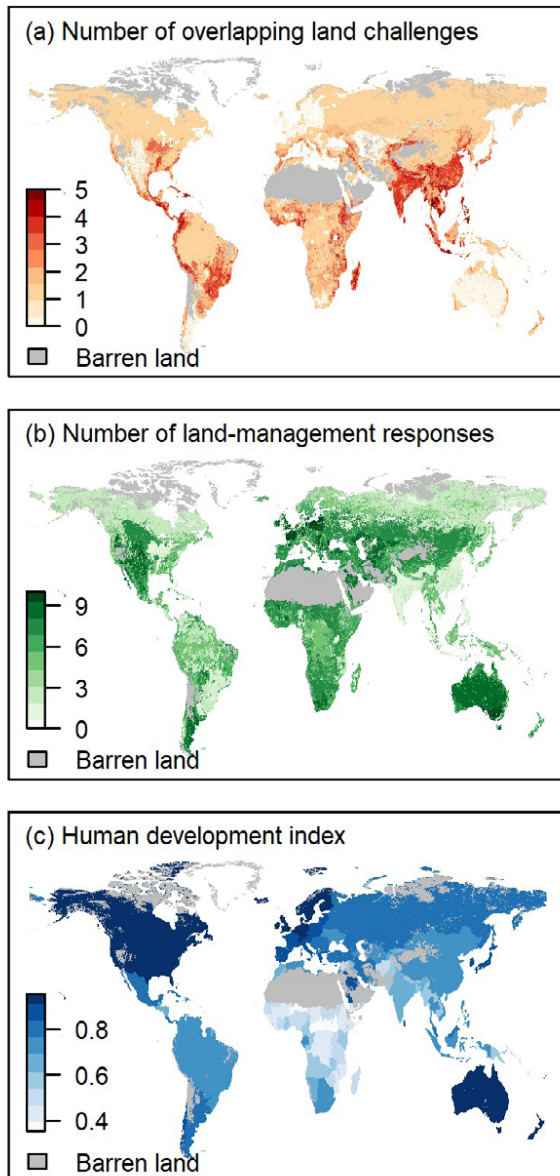 (a) Number of overlapping land challenges
5
4
3
2
1
0
Barren land
(b) Number of land-management responses
9
6
3
0
Barren land
(c) Human development index
0.8
0.6
0.4
Barren land